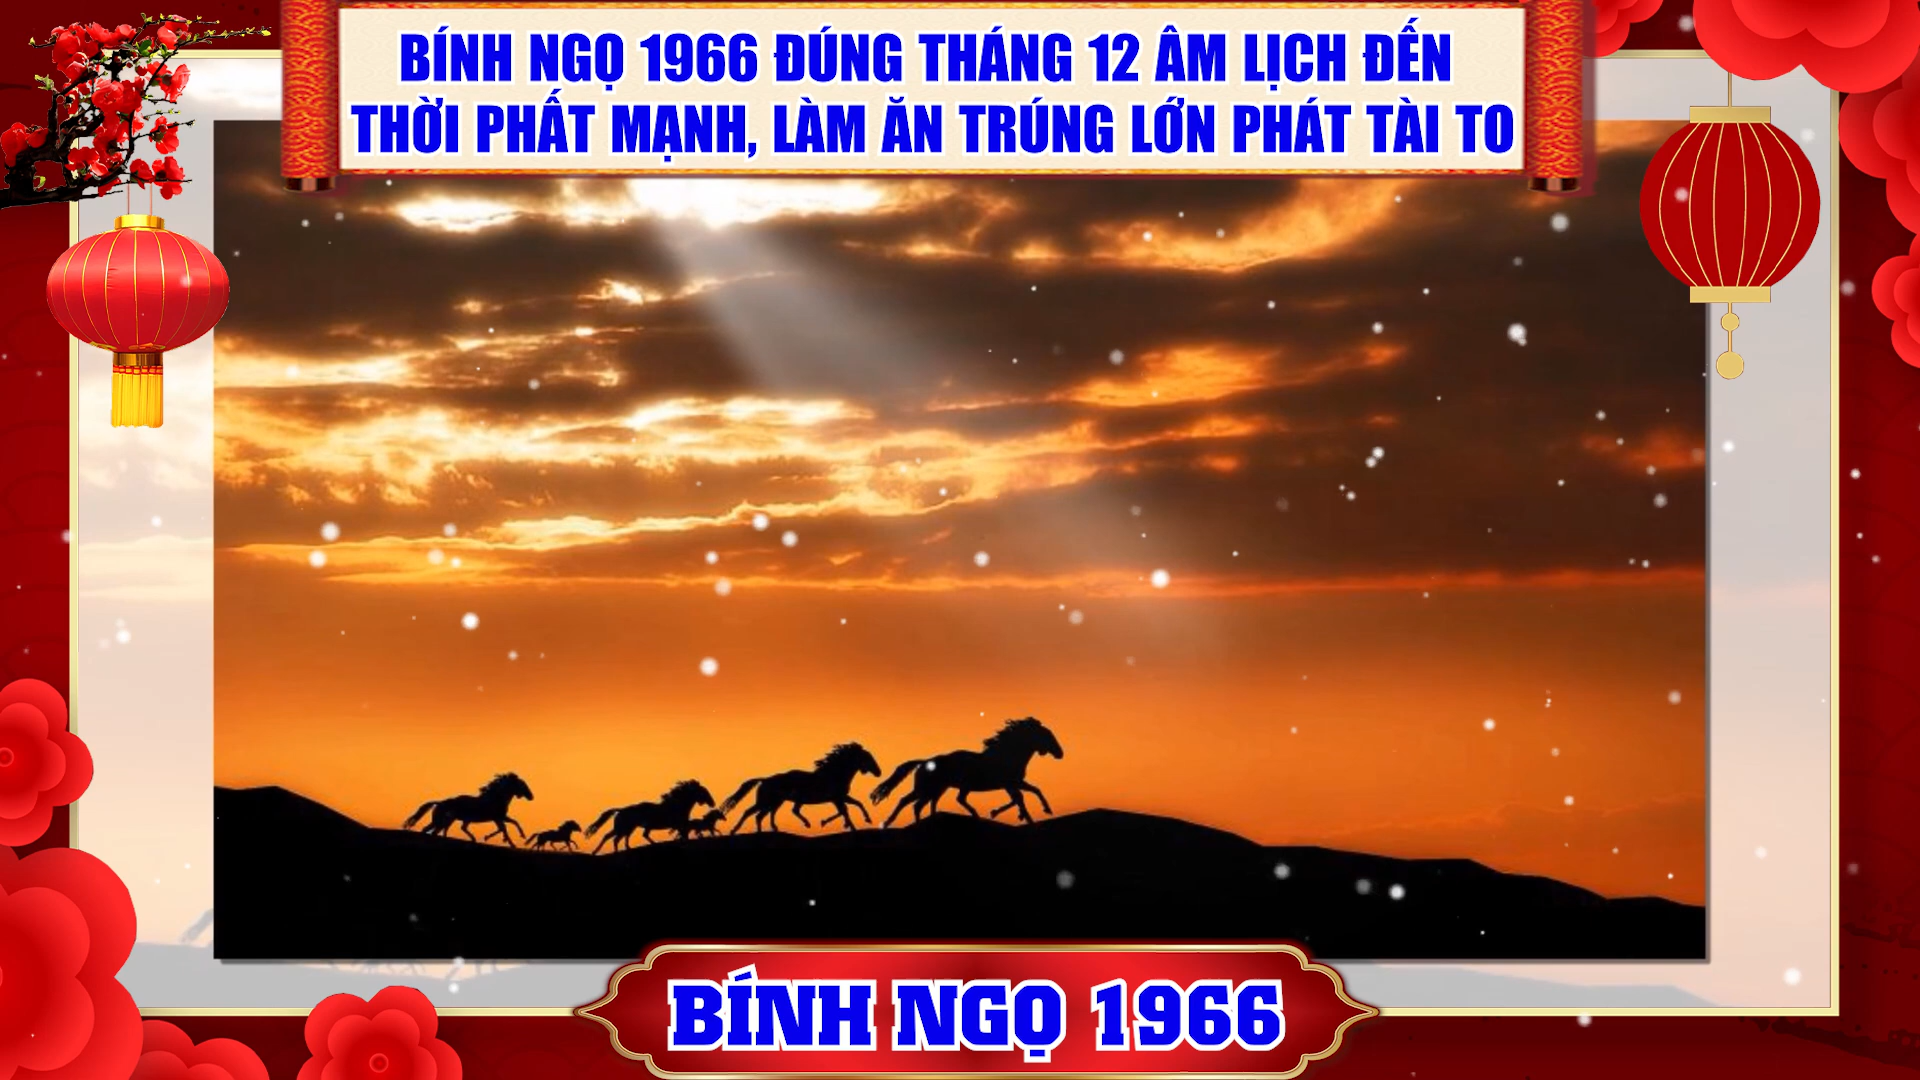 BÍNH NGỌ 1966 ĐÚNG THÁNG 12 ÂM LỊCH ĐẾN
THỜI PHẤT MẠNH, LÀM ĂN TRÚNG LỚN PHÁT TÀI TO
BÍNH NGỌ 1966